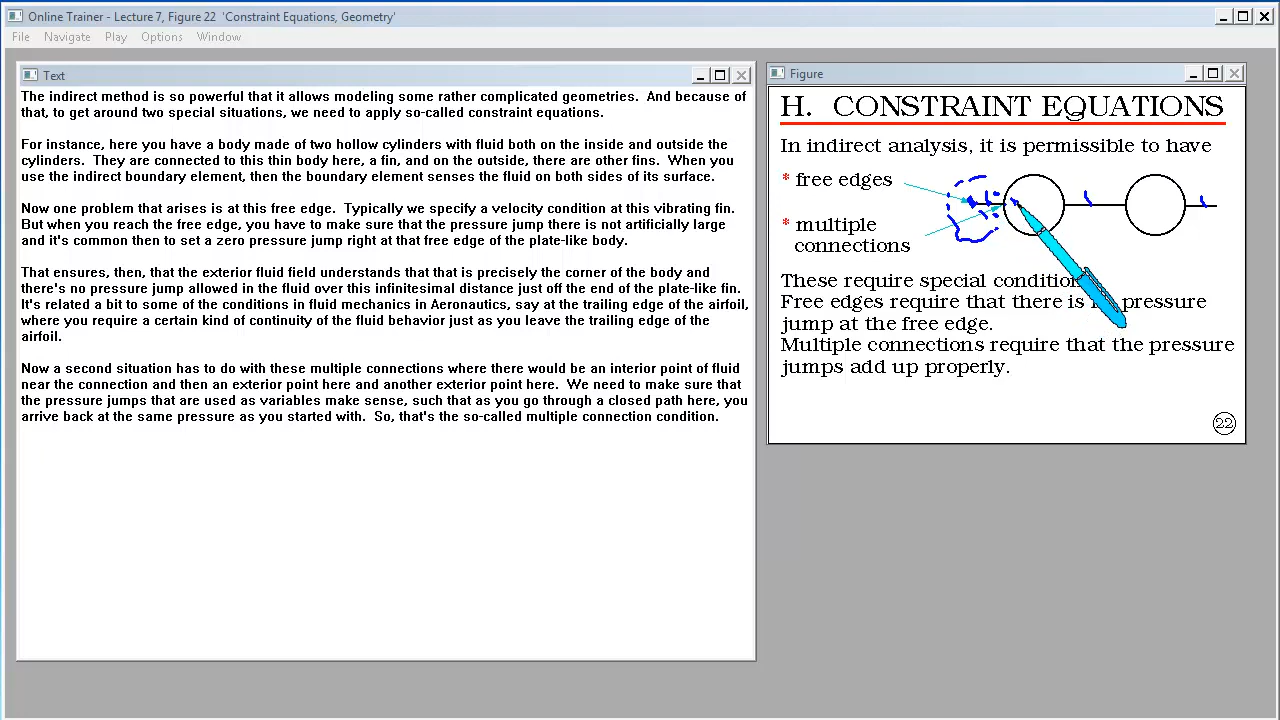 Online Trainer - Lecture 7, Figure 22 'Constraint Equations, Geometry'
File Navigate Play Options Window
Text
The indirect method is so powerful that it allows modeling some rather complicated geometries. And because of
that, to get around two special situations, we need to apply so-called constraint equations.
For instance, here you have a body made of two hollow cylinders with fluid both on the inside and outside the
cylinders. They are connected to this thin body here, a fin, and on the outside, there are other fins. When you
use the indirect boundary element, then the boundary element senses the fluid on both sides of its surface.
Now one problem that arises is at this free edge. Typically we specify a velocity condition at this vibrating fin.
But when you reach the free edge, you have to make sure that the pressure jump there is not artificially large
and it's common then to set a zero pressure jump right at that free edge of the plate-like body.
That ensures, then, that the exterior fluid field understands that that is precisely the corner of the body and
there's no pressure jump allowed in the fluid over this infinitesimal distance just off the end of the plate-like fin.
It's related a bit to some of the conditions in fluid mechanics in Aeronautics, say at the trailing edge of the airfoil,
where you require a certain kind of continuity of the fluid behavior just as you leave the trailing edge of the
airfoil.
Now a second situation has to do with these multiple connections where there would be an interior point of fluid
near the connection and then an exterior point here and another exterior point here. We need to make sure that
the pressure jumps that are used as variables make sense, such that as you go through a closed path here, you
arrive back at the same pressure as you started with. So, that's the so-called multiple connection condition.
Figure
H. CONSTRAINT EQUATIONS
In indirect analysis, it is permissible to have
* free edges
* multiple
connections
These require special condition
Free edges require that there is pressure
jump at the free edge.
Multiple connections require that the pressure
jumps add up properly.
22